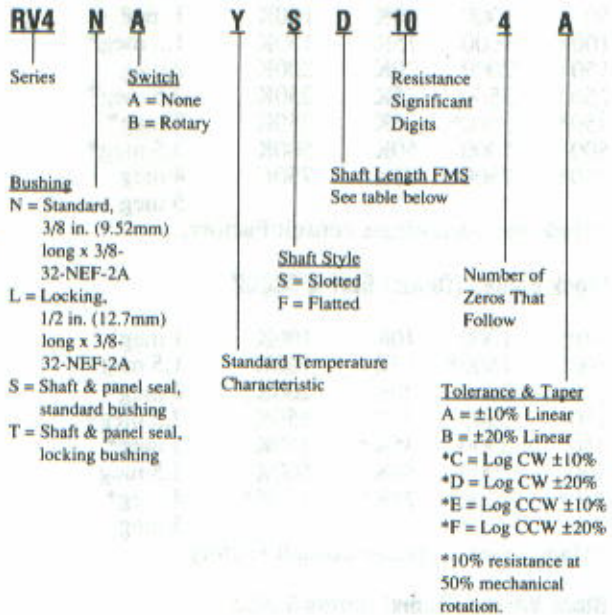 RV4 N A Y S D 10 4 A
Series
Switch
A = None
B = Rotary
Resistance
Significant
Digits
Bushing
N = Standard,
3/8 in. (9.52mm)
long x 3/8-
32-NEF-2A
L = Locking,
1/2 in. (12.7mm)
long x 3/8-
32-NEF-2A
S = Shaft & panel seal,
standard bushing
T = Shaft & panel seal,
locking bushing
Shaft Length FMS
See table below
Shaft Style
S = Slotted
F = Flatted
Number of
Zeros That
Follow
Standard Temperature
Characteristic
Tolerance & Taper
A = ±10% Linear
B = ±20% Linear
*C = Log CW ±10%
*D = Log CW ±20%
*E = Log CCW ±10%
*F = Log CCW ±20%
*10% resistance at
50% mechanical
rotation.